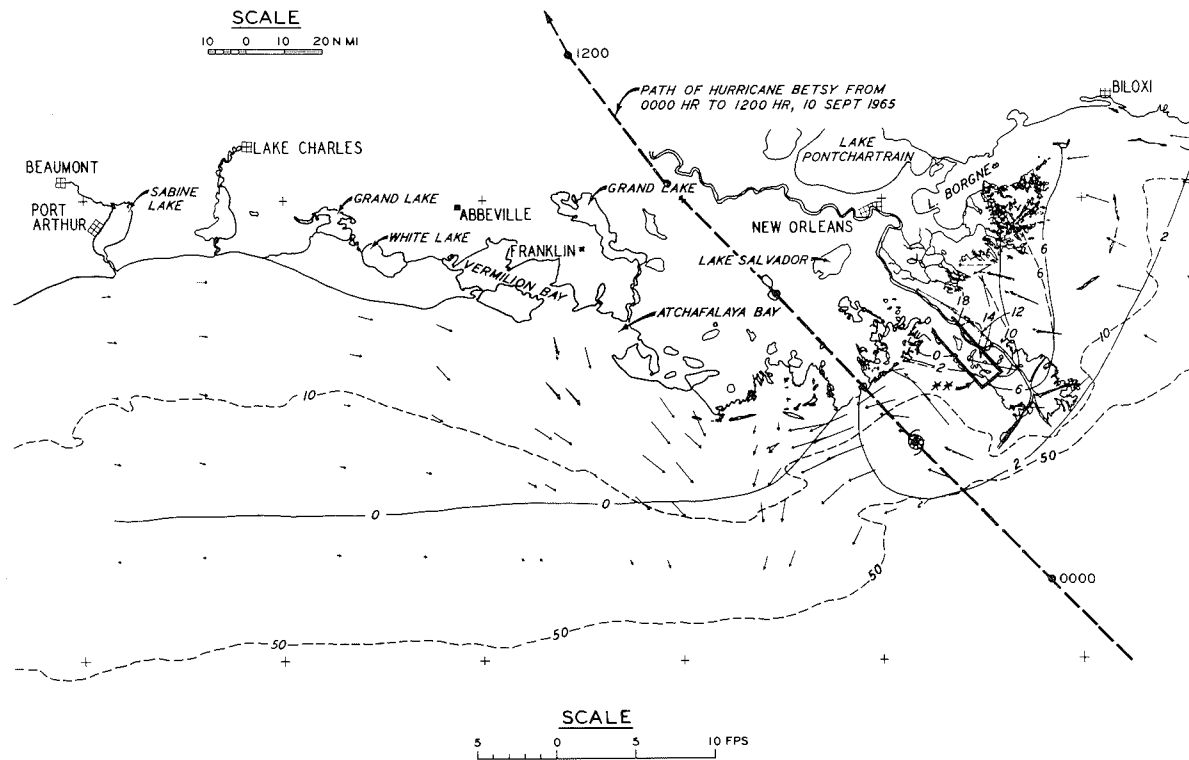 SCALE
10 0 10 20 N MI
1200
PATH OF HURRICANE BETSY FROM
0000 HR TO 1200 HR, 10 SEPT 1965
BILOXI
LAKE CHARLES
LAKE
PONTCHARTRAIN
BEAUMONT
SABINE
LAKE
GRAND LAKE
GRAND LAKE
BORGNE
PORT
ARTHUR
ABBEVILLE
NEW ORLEANS
WHITE LAKE
FRANKLIN
LAKE SALVADOR
VERMILION BAY
ATCHAFALAYA BAY
6
2
6
18
12
14
10
10
0
2
6
**
10
2
50
0
0
50
0000
50
50
SCALE
5 0 5 10 FPS